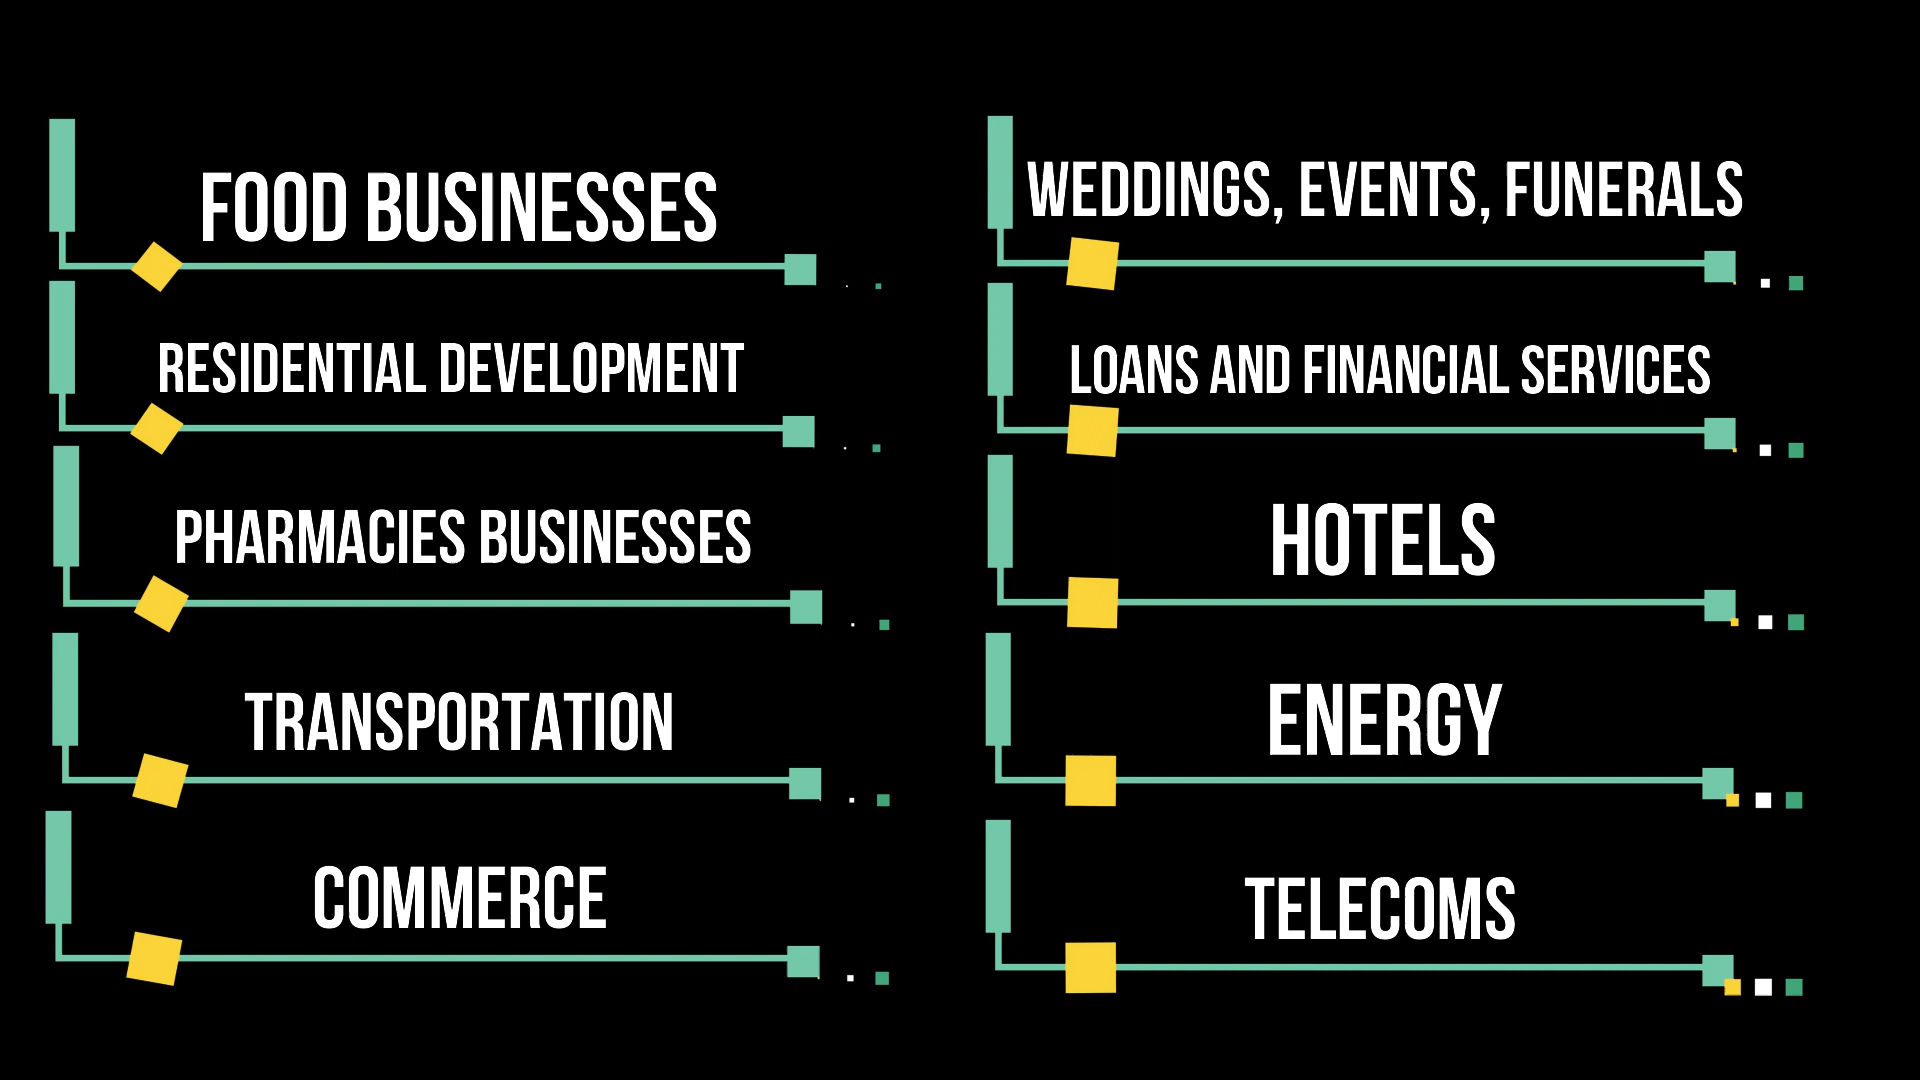 FOOD BUSINESSES
RESIDENTIAL DEVELOPMENT
PHARMACIES BUSINESSES
TRANSPORTATION
COMMERCE
WEDDINGS, EVENTS, FUNERALS
LOANS AND FINANCIAL SERVICES
HOTELS
ENERGY
TELECOMS